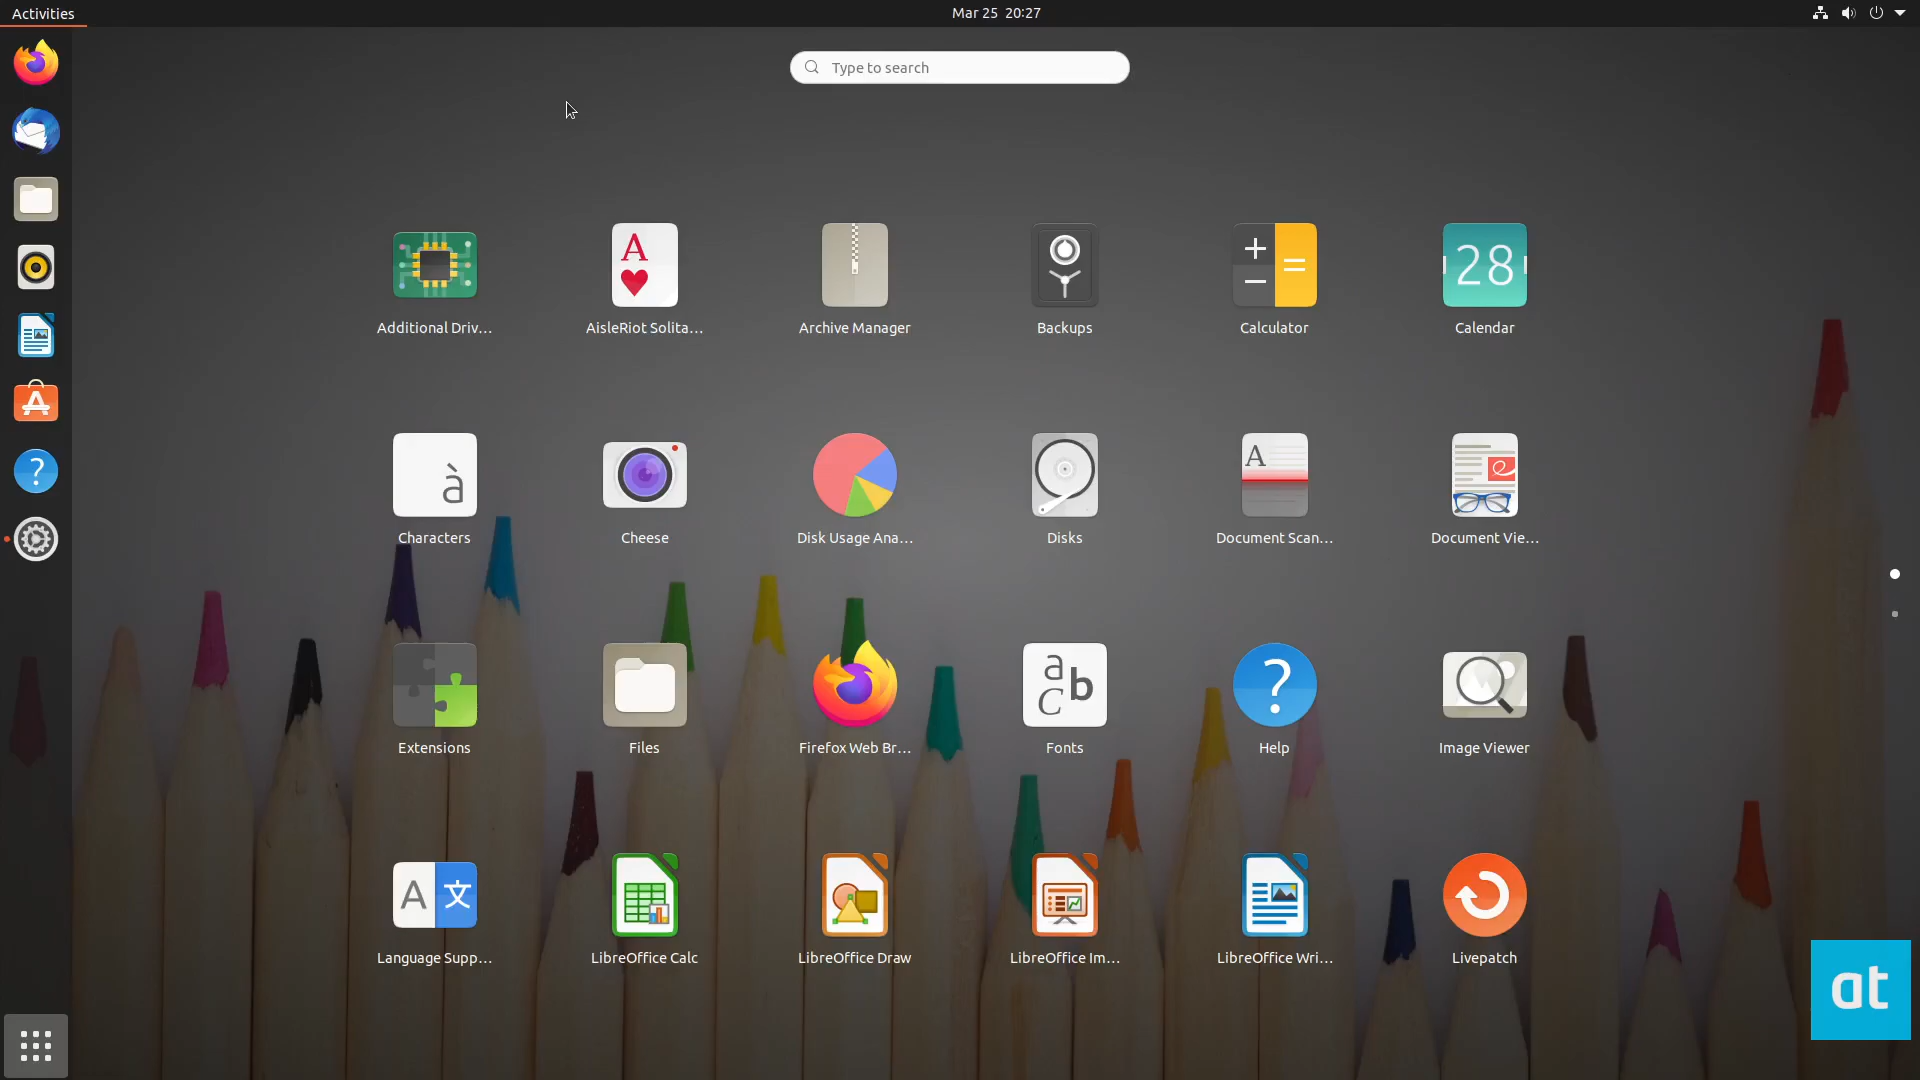 Activities
Mar 25 20:27
Type to search
Additional Driv...
AisleRiot Solita...
Archive Manager
Backups
Calculator
28
Calendar
Characters
Cheese
Disk Usage Ana...
Disks
Document Scan...
Document Vie...
Extensions
Files
Firefox Web Br...
Fonts
Help
Image Viewer
A 文
Language Supp...
LibreOffice Calc
LibreOffice Draw
LibreOffice Im...
LibreOffice Wri...
Livepatch
at